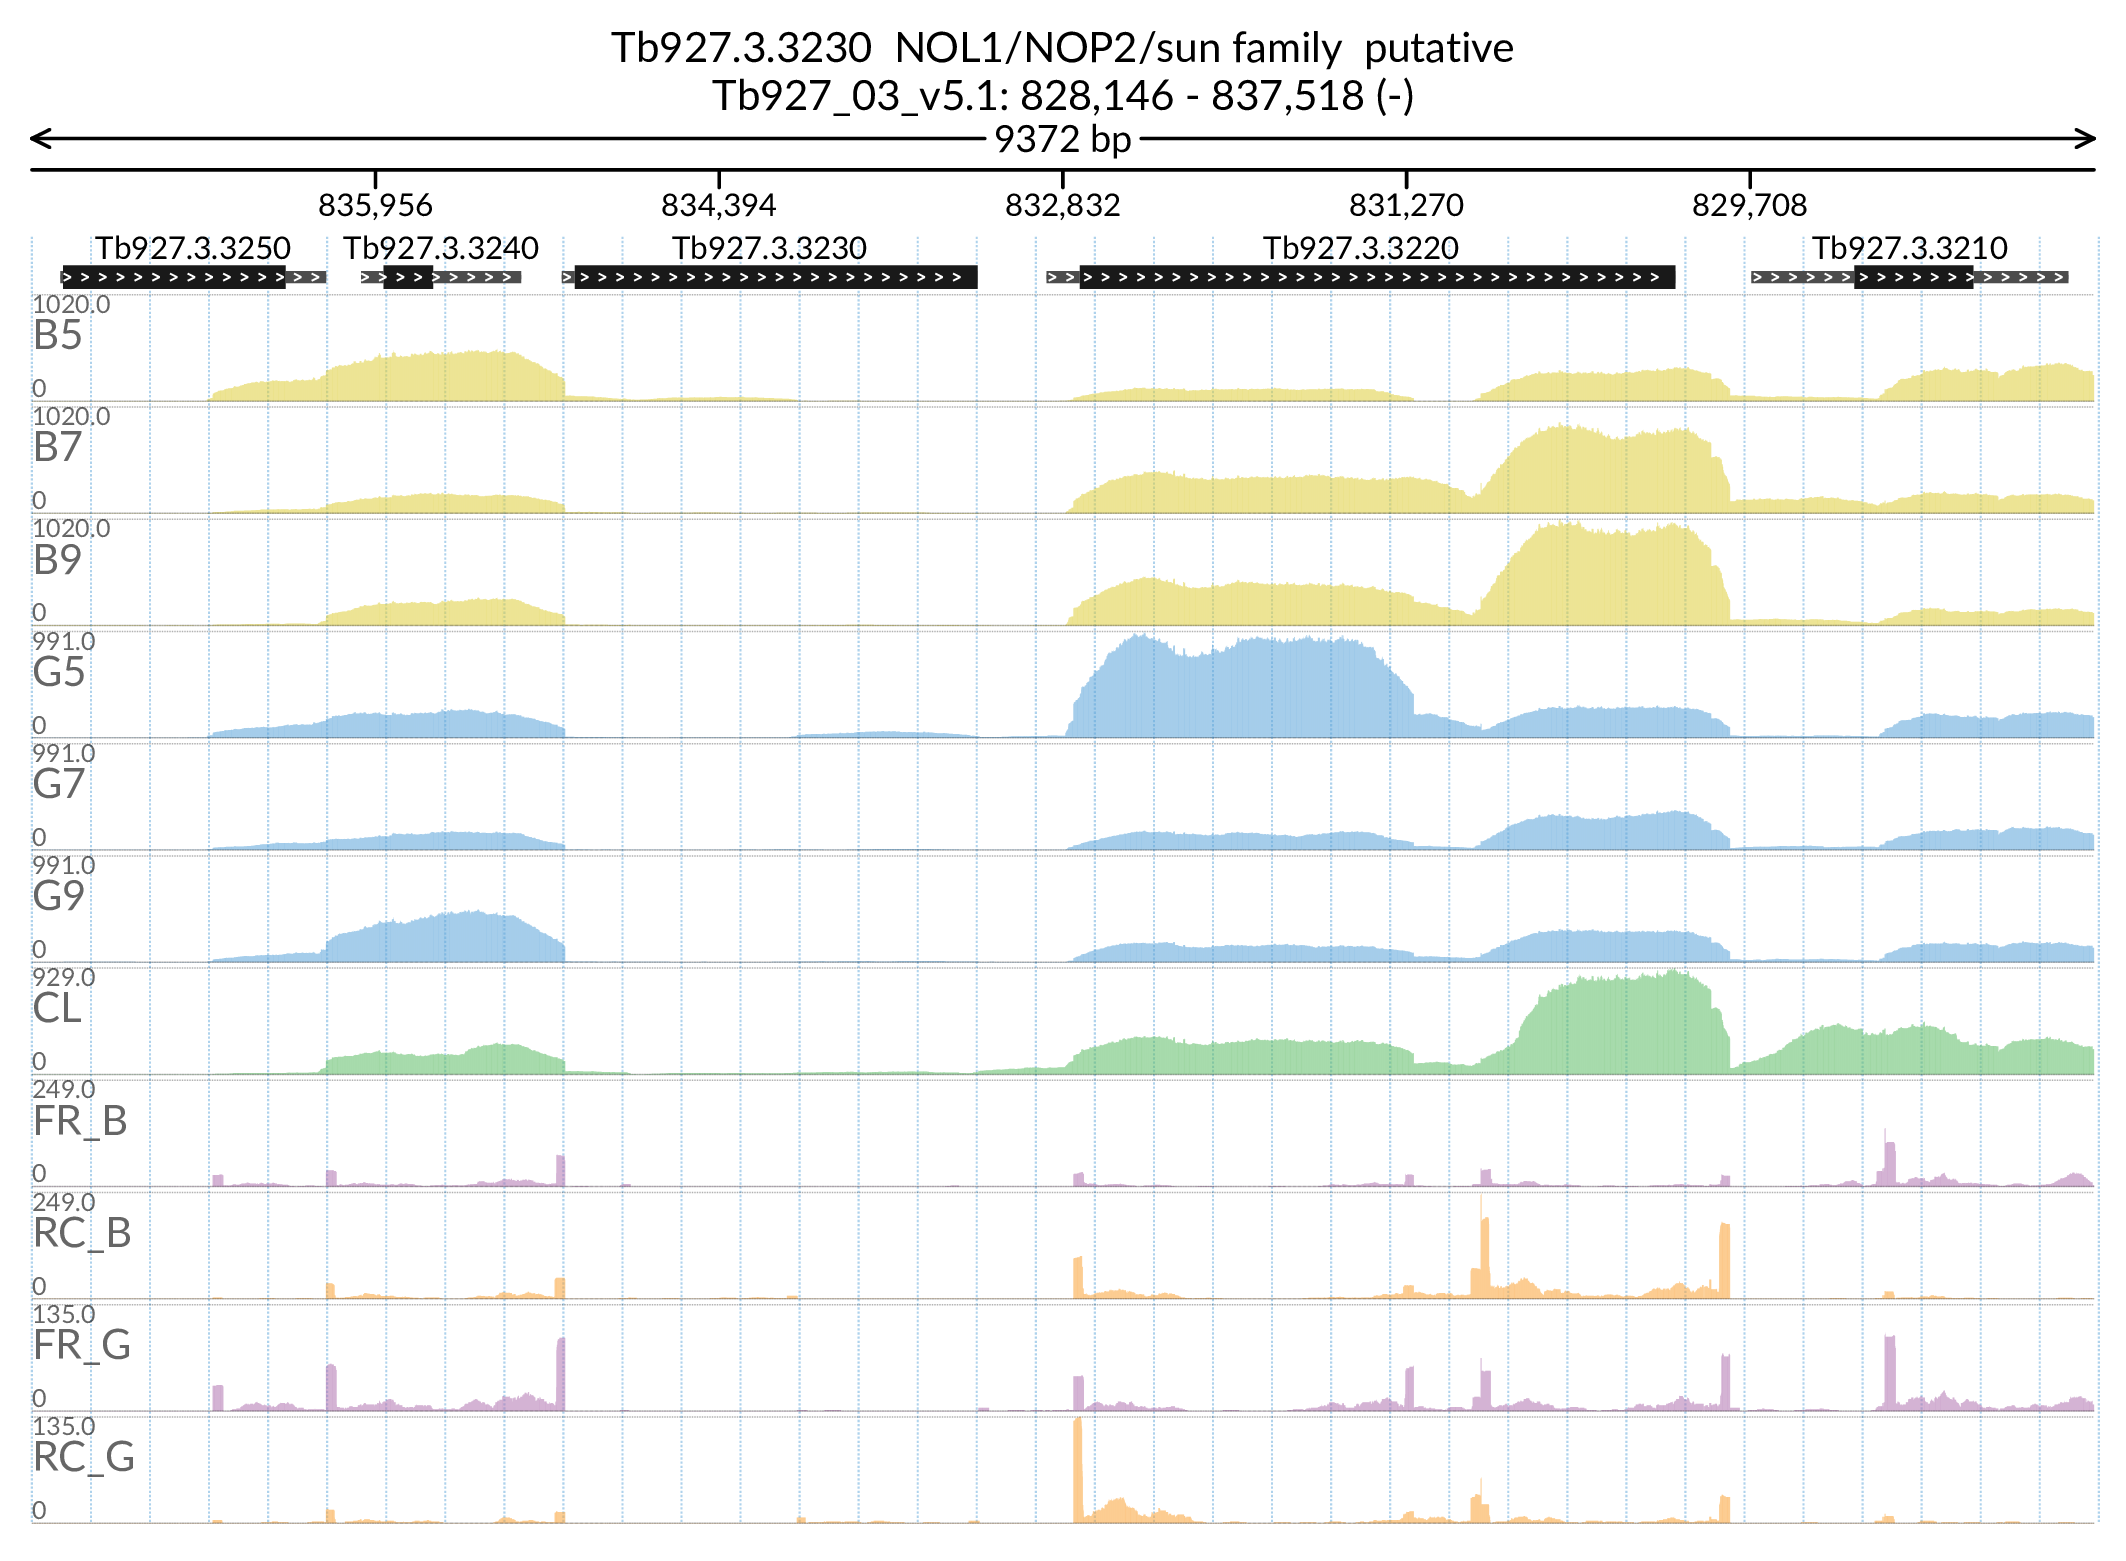 Tb927.3.3230  NOL1/NOP2/sun family  putative
Tb927_03_v5.1: 828,146 - 837,518 (-)
9372 bp
835,956 834,394 832,832 831,270 829,708
Tb927.3.3250 Tb927.3.3240 Tb927.3.3230 Tb927.3.3220 Tb927.3.3210
1020.0
B5
0
1020.0
B7
0
1020.0
B9
0
991.0
G5
0
991.0
G7
0
991.0
G9
0
929.0
CL
0
249.0
FR_B
0
249.0
RC_B
0
135.0
FR_G
0
135.0
RC_G
0